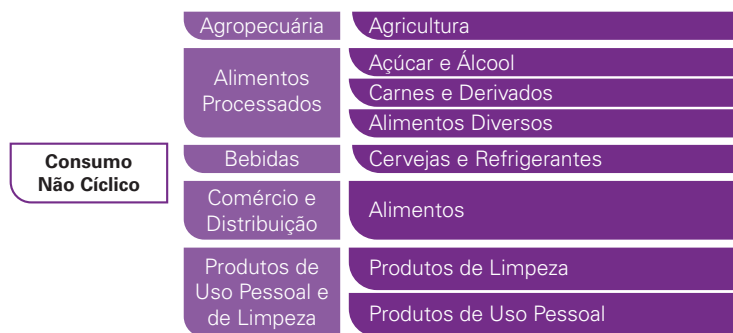 Agropecuária
Agricultura
Alimentos
Processados
Açúcar e Álcool
Carnes e Derivados
Alimentos Diversos
Consumo
Não Cíclico
Bebidas
Cervejas e Refrigerantes
Comércio e
Distribuição
Alimentos
Produtos de
Uso Pessoal e
de Limpeza
Produtos de Limpeza
Produtos de Uso Pessoal